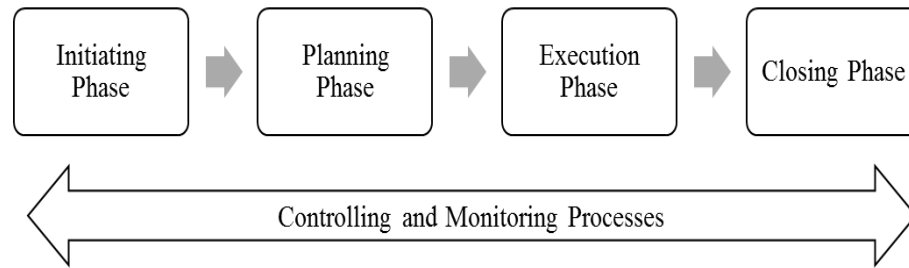 Initiating
Phase
Planning
Phase
Execution
Phase
Closing Phase
Controlling and Monitoring Processes